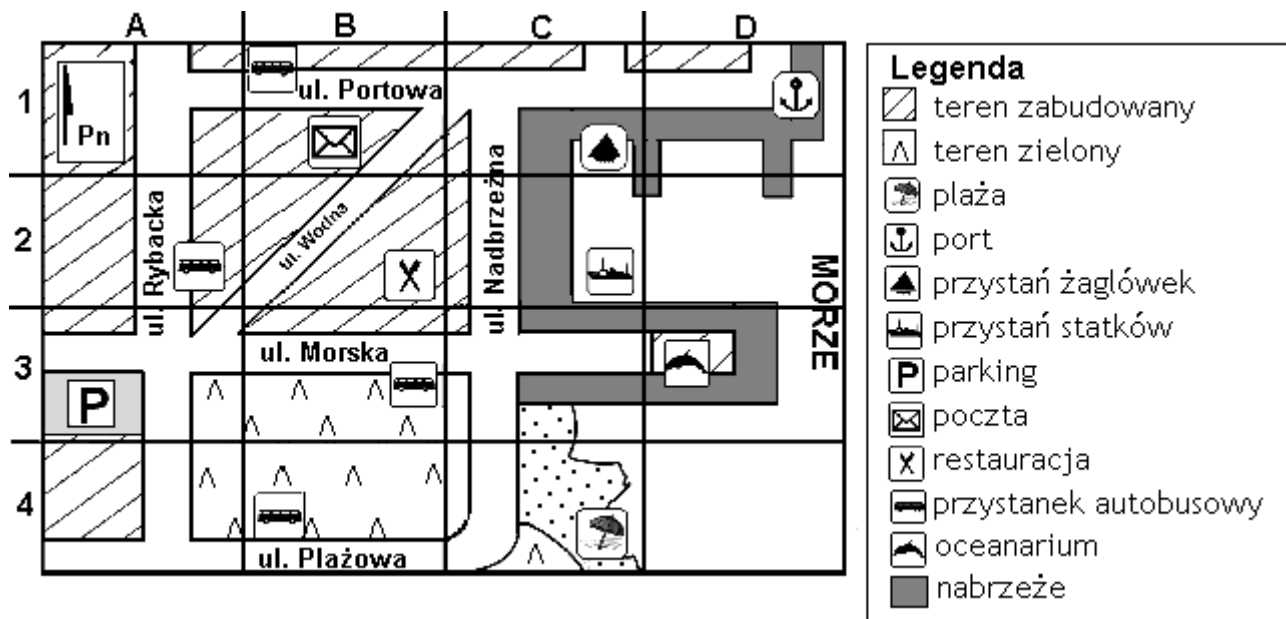 A B C D
1
2
3
4
Pn
ul. Portowa
ul. Rybacka
ul. Wodna
ul. Nadbrzeżna
MORZE
ul. Morska
P
ul. Plażowa
Legenda
teren zabudowany
teren zielony
plaża
port
przystań żaglówek
przystań statków
P parking
poczta
restauracja
przystanek autobusowy
oceanarium
nabrzeże